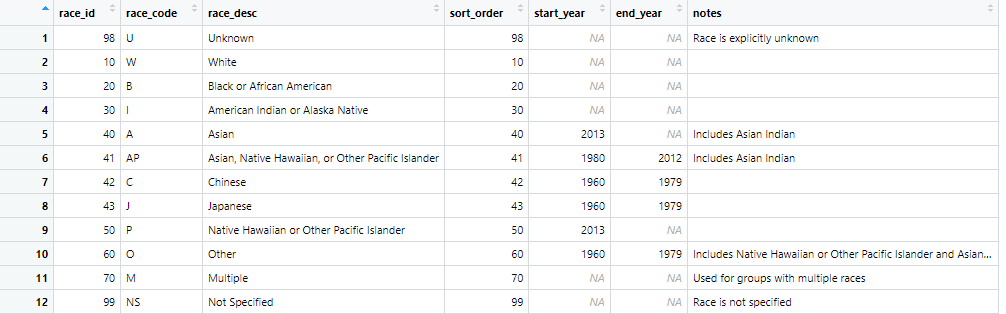 race_id race_code race_desc sort_order start_year end_year notes
1 98 U Unknown 98 NA NA Race is explicitly unknown
2 10 W White 10 NA NA
3 20 B Black or African American 20 NA NA
4 30 I American Indian or Alaska Native 30 NA NA
5 40 A Asian 40 2013 NA Includes Asian Indian
6 41 AP Asian, Native Hawaiian, or Other Pacific Islander 41 1980 2012 Includes Asian Indian
7 42 C Chinese 42 1960 1979
8 43 J Japanese 43 1960 1979
9 50 P Native Hawaiian or Other Pacific Islander 50 2013 NA
10 60 O Other 60 1960 1979 Includes Native Hawaiian or Other Pacific Islander and Asian...
11 70 M Multiple 70 NA NA Used for groups with multiple races
12 99 NS Not Specified 99 NA NA Race is not specified